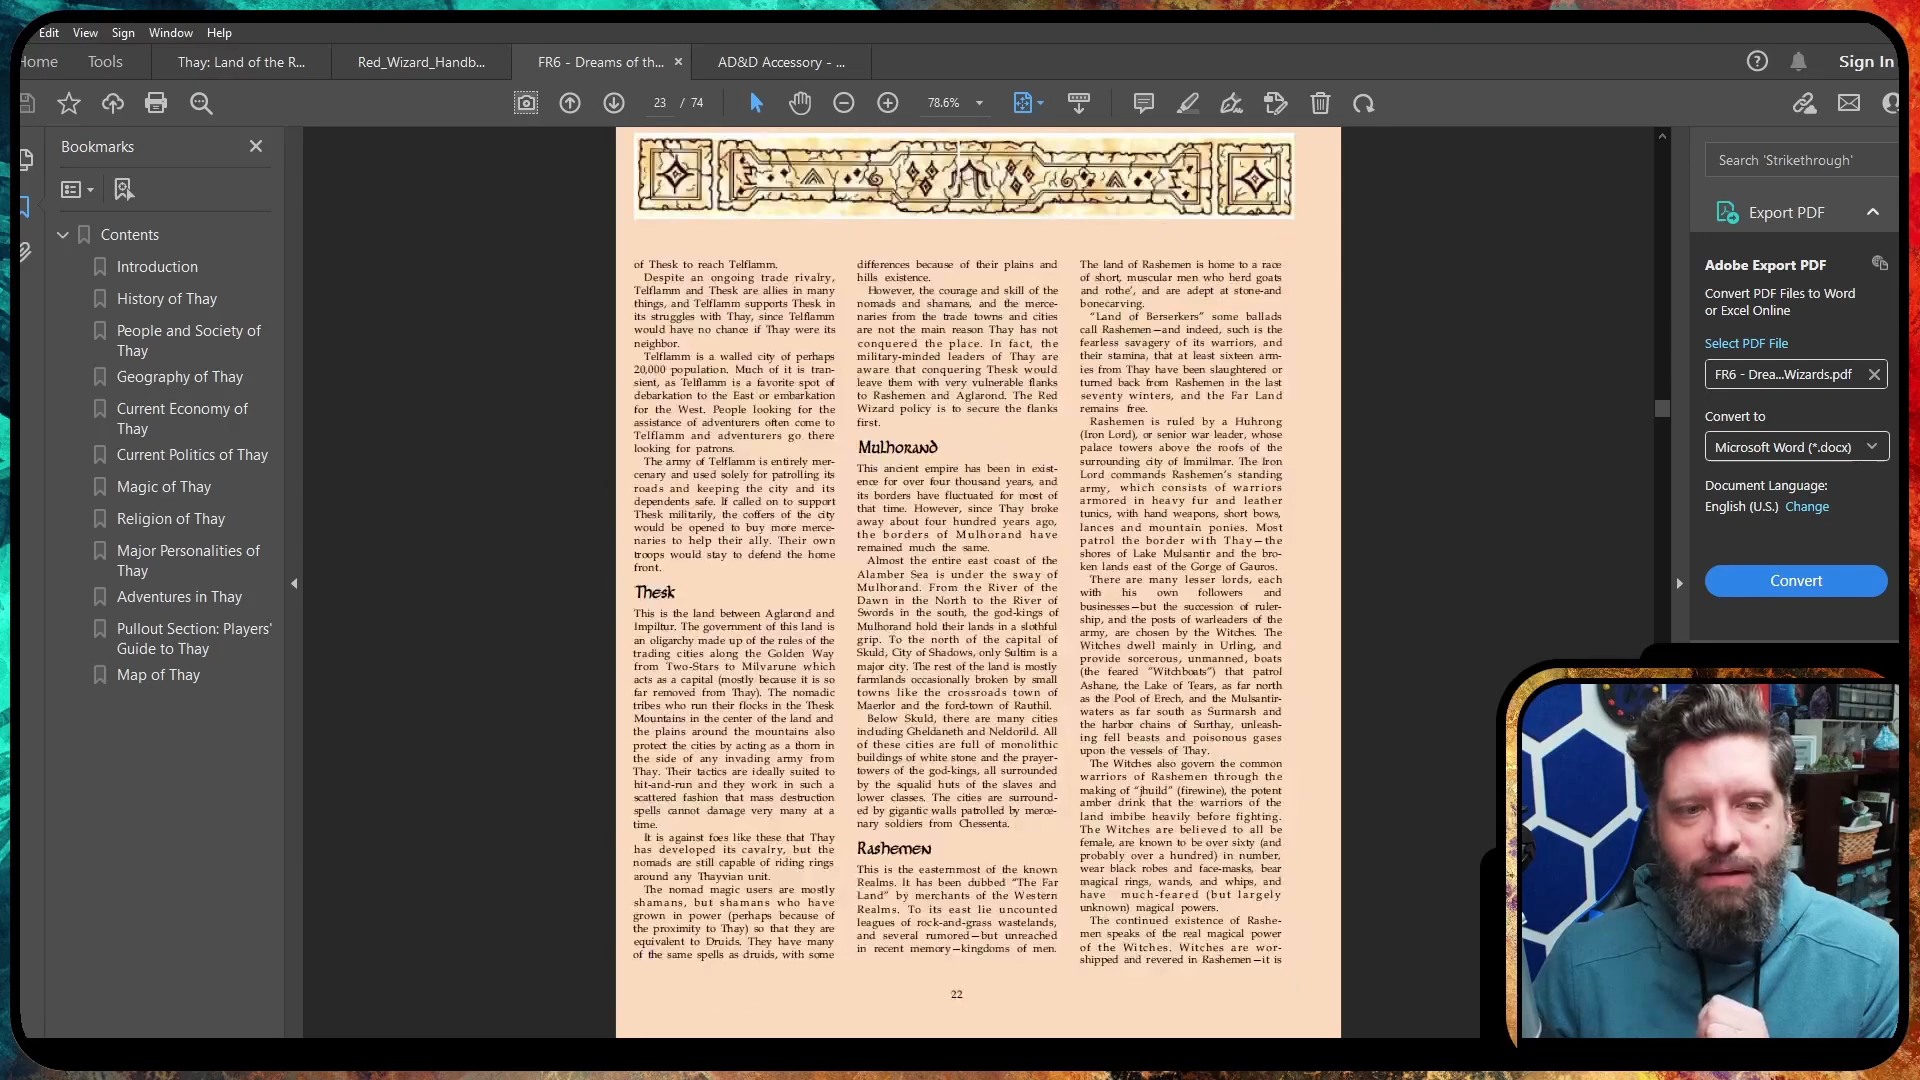 Edit View Sign Window Help
Home Tools Thay: Land of the R... Red_Wizard_Handb... FR6 - Dreams of th... AD&D Accessory - ... Sign In
23 / 74 78.6%
Bookmarks
Contents
Introduction
History of Thay
People and Society of
Thay
Geography of Thay
Current Economy of
Thay
Current Politics of Thay
Magic of Thay
Religion of Thay
Major Personalities of
Thay
Adventures in Thay
Pullout Section: Players'
Guide to Thay
Map of Thay
of Thesk to reach Telflamm.
Despite an ongoing trade rivalry,
Telflamm and Thesk are allies in many
things, and Telflamm supports Thesk in
its struggles with Thay, since Telflamm
would have no chance if Thay were its
neighbor.
Telflamm is a walled city of perhaps
20,000 population. Much of it is tran-
sient, as Telflamm is a favorite spot of
debarkation to the East or embarkation
for the West. People looking for the
assistance of adventurers often come to
Telflamm and adventurers go there
looking for patrons.
The army of Telflamm is entirely mer-
cenary and used solely for patrolling its
roads and keeping the city and its
dependents safe. If called on to support
Thesk militarily, the coffers of the city
would be opened to buy more merce-
naries to help their ally. Their own
troops would stay to defend the home
front.
Thesk
This is the land between Aglarond and
Impiltur. The government of this land is
an oligarchy made up of the rules of the
trading cities along the Golden Way
from Two-Stars to Milvarune which
acts as a capital (mostly because it is so
far removed from Thay). The nomadic
tribes who run their flocks in the Thesk
Mountains in the center of the land and
the plains around the mountains also
protect the cities by acting as a thorn in
the side of any invading army from
Thay. Their tactics are ideally suited to
hit-and-run and they work in such a
scattered fashion that mass destruction
spells cannot damage very many at a
time.
It is against foes like these that Thay
has developed its cavalry, but the
nomads are still capable of riding rings
around any Thayvian unit.
The nomad magic users are mostly
shamans, but shamans who have
grown in power (perhaps because of
the proximity to Thay) so that they are
equivalent to Druids. They have many
of the same spells as druids, with some
differences because of their plains and
hills existence.
However, the courage and skill of the
nomads and shamans, and the merce-
naries from the trade towns and cities
are not the main reason Thay has not
conquered the place. In fact, the
military-minded leaders of Thay are
aware that conquering Thesk would
leave them with very vulnerable flanks
to Rashemen and Aglarond. The Red
Wizard policy is to secure the flanks
first.
Mulhorand
This ancient empire has been in exist-
ence for over four thousand years, and
its borders have fluctuated for most of
that time. However, since Thay broke
away about four hundred years ago,
the borders of Mulhorand have
remained much the same.
Almost the entire east coast of the
Alamber Sea is under the sway of
Mulhorand. From the River of the
Dawn in the North to the River of
Swords in the south, the god-kings of
Mulhorand hold their lands in a slothful
grip. To the north of the capital of
Skuld, City of Shadows, only Sultim is a
major city. The rest of the land is mostly
farmlands occasionally broken by small
towns like the crossroads town of
Maerlor and the ford-town of Rauthil.
Below Skuld, there are many cities
including Gheldaneth and Neldorild. All
of these cities are full of monolithic
buildings of white stone and the prayer-
towers of the god-kings, all surrounded
by the squalid huts of the slaves and
lower classes. The cities are surround-
ed by gigantic walls patrolled by merce-
nary soldiers from Chessenta.
Rashemen
This is the easternmost of the known
Realms. It has been dubbed “The Far
Land” by merchants of the Western
Realms. To its east lie uncounted
leagues of rock-and-grass wastelands,
and several rumored—but unreached
in recent memory—kingdoms of men.
The land of Rashemen is home to a race
of short, muscular men who herd goats
and rothe', and are adept at stone-and
bonecarving.
“Land of Berserkers” some ballads
call Rashemen—and indeed, such is the
fearless savagery of its warriors, and
their stamina, that at least sixteen arm-
ies from Thay have been slaughtered or
turned back from Rashemen in the last
seventy winters, and the Far Land
remains free.
Rashemen is ruled by a Huhrong
(Iron Lord), or senior war leader, whose
palace towers above the roofs of the
surrounding city of Immilmar. The Iron
Lord commands Rashemen's standing
army, which consists of warriors
armored in heavy fur and leather
tunics, with hand weapons, short bows,
lances and mountain ponies. Most
patrol the border with Thay—the
shores of Lake Mulsantir and the bro-
ken lands east of the Gorge of Gauros.
There are many lesser lords, each
with his own followers and
businesses—but the succession of ruler-
ship, and the posts of warleaders of the
army, are chosen by the Witches. The
Witches dwell mainly in Urling, and
provide sorcerous, unmanned, boats
(the feared “Witchboats”) that patrol
Ashane, the Lake of Tears, as far north
as the Pool of Erech, and the Mulsantir-
waters as far south as Surmarsh and
the harbor chains of Surthay, unleash-
ing fell beasts and poisonous gases
upon the vessels of Thay.
The Witches also govern the common
warriors of Rashemen through the
making of “jhuild” (firewine), the potent
amber drink that the warriors of the
land imbibe heavily before fighting.
The Witches are believed to all be
female, are known to be over sixty (and
probably over a hundred) in number,
wear black robes and face-masks, bear
magical rings, wands, and whips, and
have much-feared (but largely
unknown) magical powers.
The continued existence of Rashe-
men speaks of the real magical power
of the Witches. Witches are wor-
shipped and revered in Rashemen—it is
22
Search 'Strikethrough'
Export PDF
Adobe Export PDF
Convert PDF Files to Word
or Excel Online
Select PDF File
FR6 - Drea...Wizards.pdf
Convert to
Microsoft Word (*.docx)
Document Language:
English (U.S.) Change
Convert